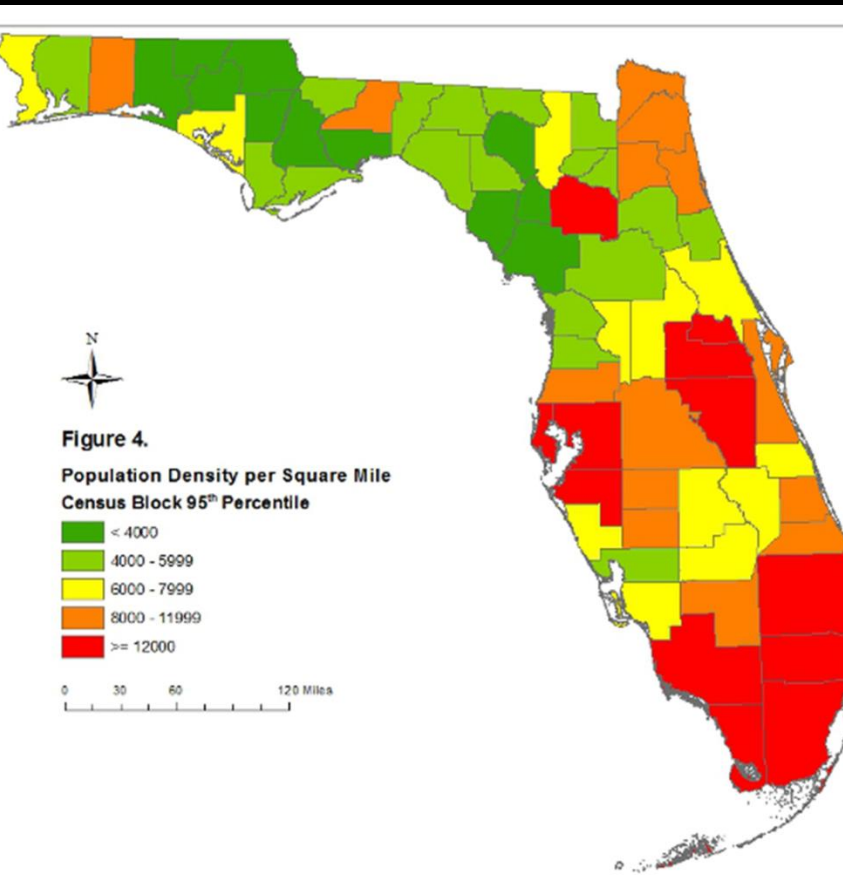 N
Figure 4.
Population Density per Square Mile
Census Block 95th Percentile
< 4000
4000 - 5999
6000 - 7999
8000 - 11999
>= 12000
0 30 60 120 Miles